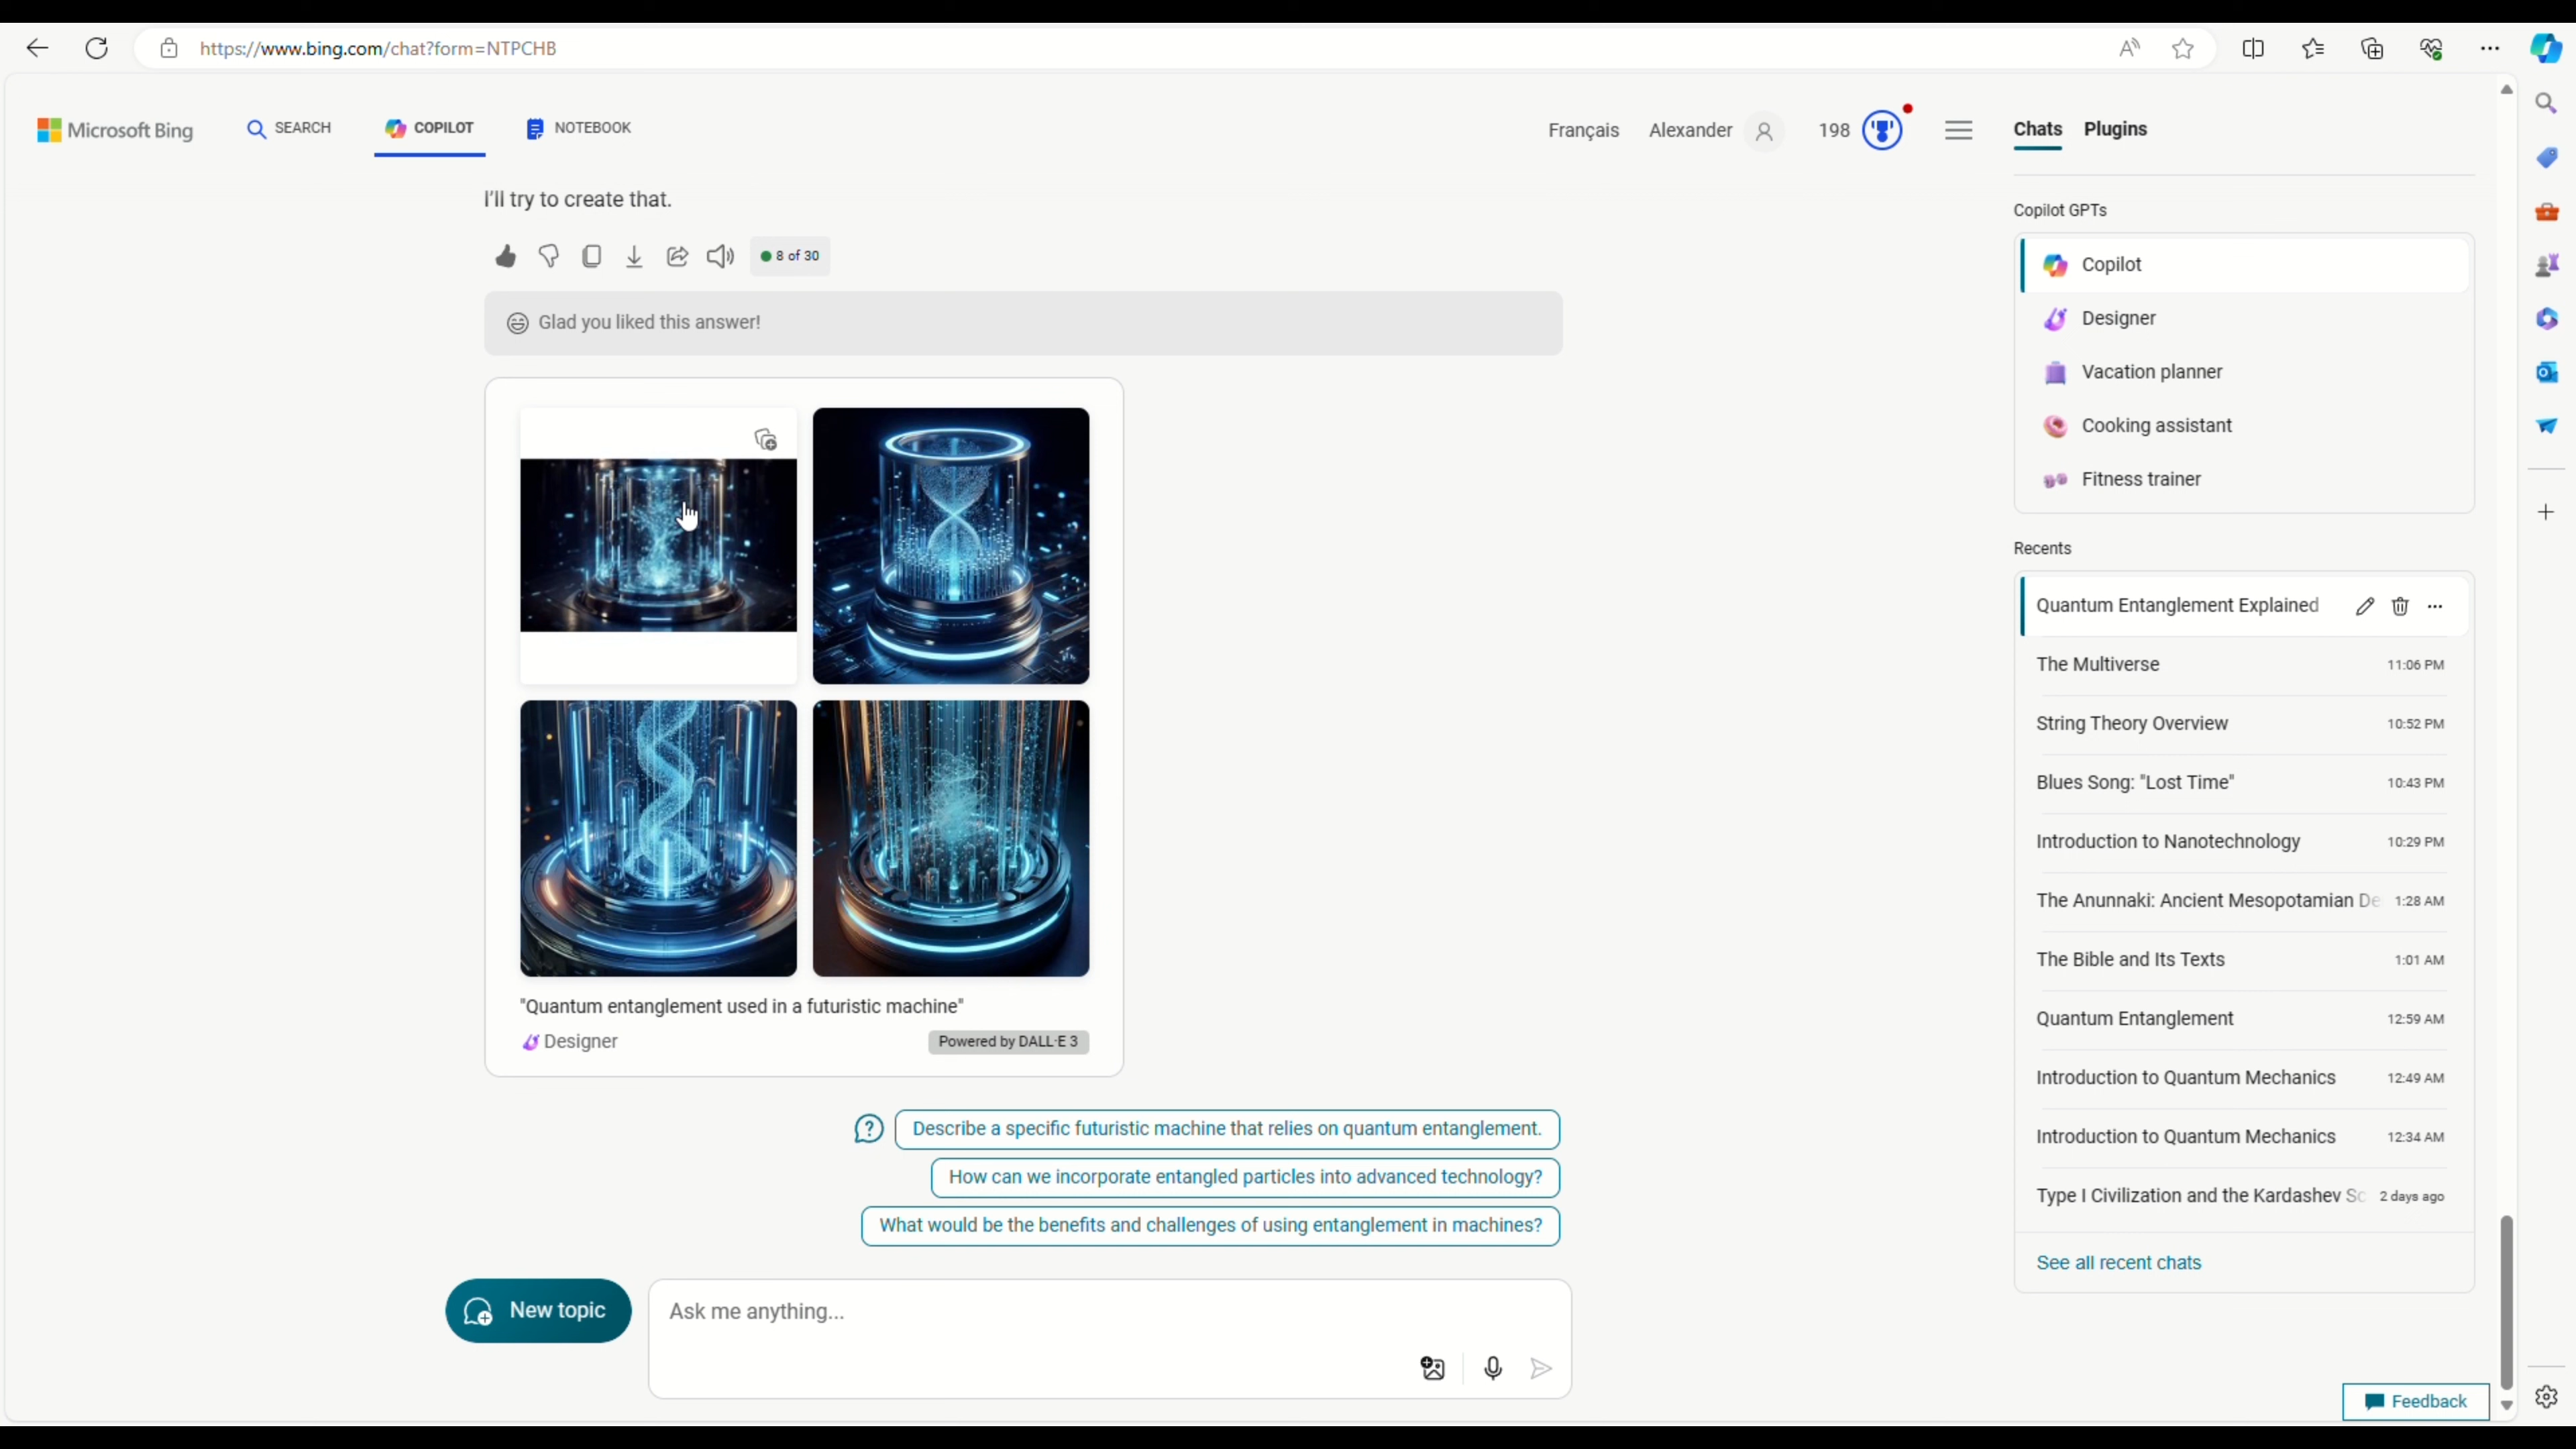 https://www.bing.com/chat?form=NTPCHB
Microsoft Bing
SEARCH
COPILOT
NOTEBOOK
Français
Alexander
198
Chats
Plugins
I'll try to create that.
8 of 30
Glad you liked this answer!
"Quantum entanglement used in a futuristic machine"
Designer
Powered by DALL·E 3
Describe a specific futuristic machine that relies on quantum entanglement.
How can we incorporate entangled particles into advanced technology?
What would be the benefits and challenges of using entanglement in machines?
New topic
Ask me anything...
Copilot GPTs
Copilot
Designer
Vacation planner
Cooking assistant
Fitness trainer
Recents
Quantum Entanglement Explained
The Multiverse 11:06 PM
String Theory Overview 10:52 PM
Blues Song: "Lost Time" 10:43 PM
Introduction to Nanotechnology 10:29 PM
The Anunnaki: Ancient Mesopotamian De 1:28 AM
The Bible and Its Texts 1:01 AM
Quantum Entanglement 12:59 AM
Introduction to Quantum Mechanics 12:49 AM
Introduction to Quantum Mechanics 12:34 AM
Type I Civilization and the Kardashev Sc 2 days ago
See all recent chats
Feedback